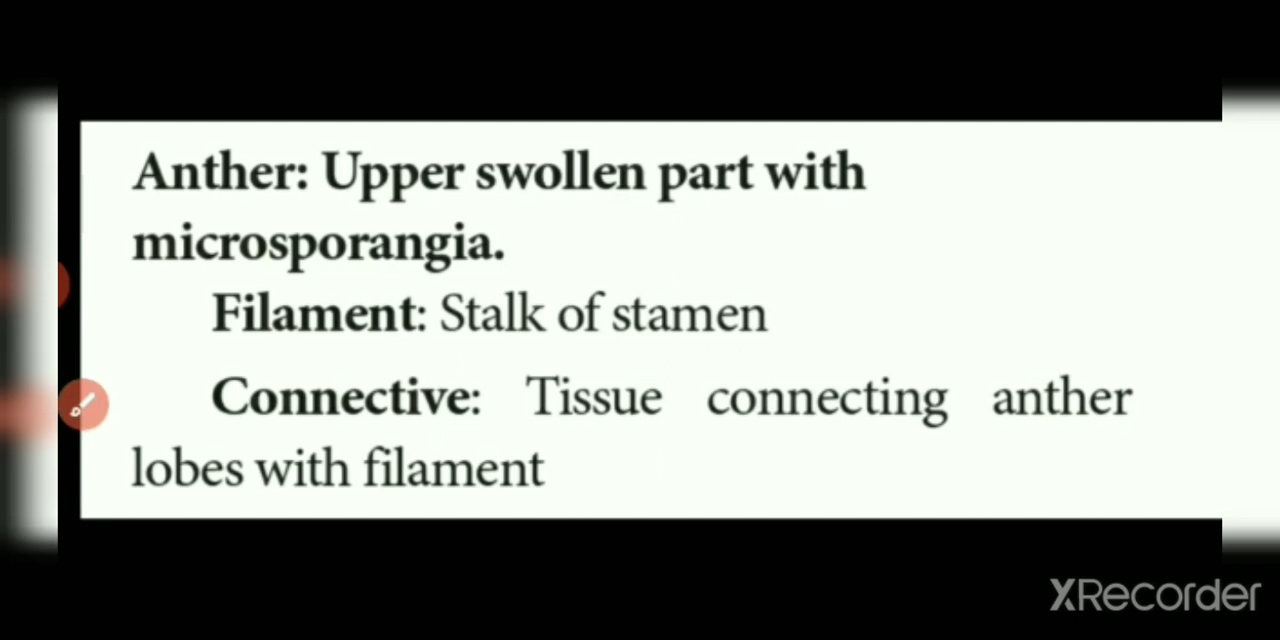 Anther: Upper swollen part with
microsporangia.
Filament: Stalk of stamen
Connective: Tissue connecting anther
lobes with filament
XRecorder